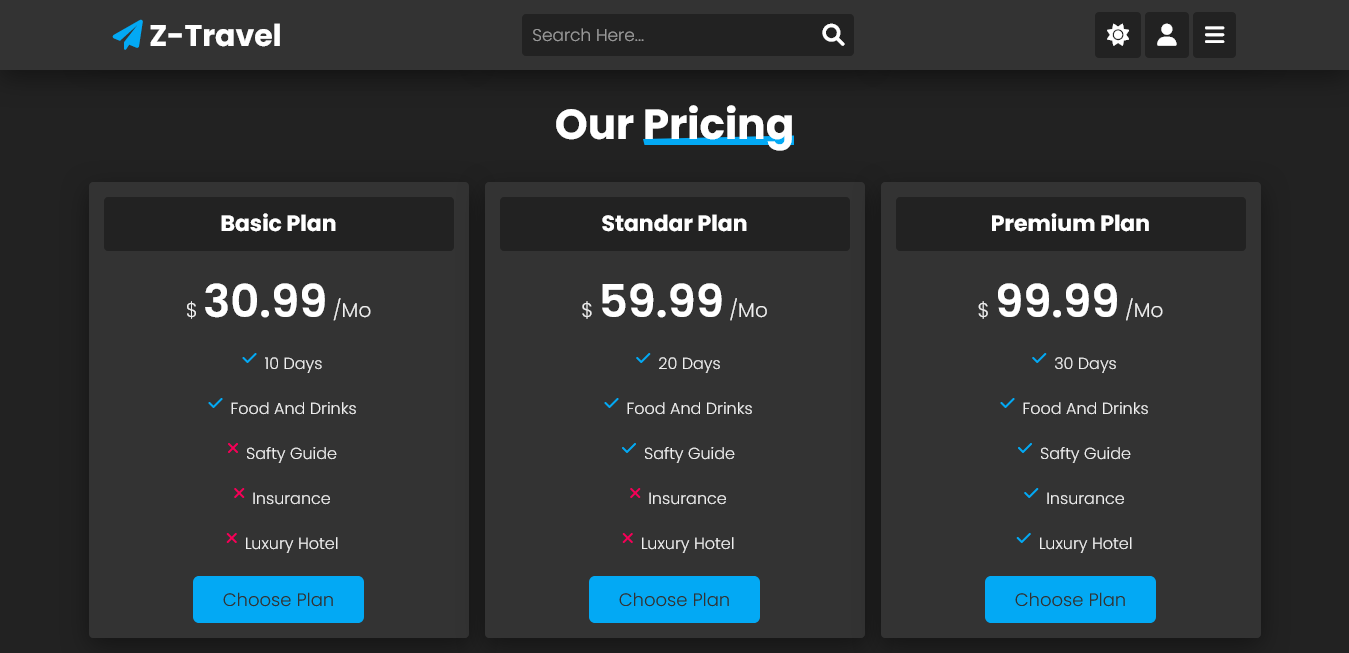 Z-Travel
Search Here...
Our Pricing
Basic Plan
$ 30.99 /Mo
10 Days
Food And Drinks
Safty Guide
Insurance
Luxury Hotel
Choose Plan
Standar Plan
$ 59.99 /Mo
20 Days
Food And Drinks
Safty Guide
Insurance
Luxury Hotel
Choose Plan
Premium Plan
$ 99.99 /Mo
30 Days
Food And Drinks
Safty Guide
Insurance
Luxury Hotel
Choose Plan